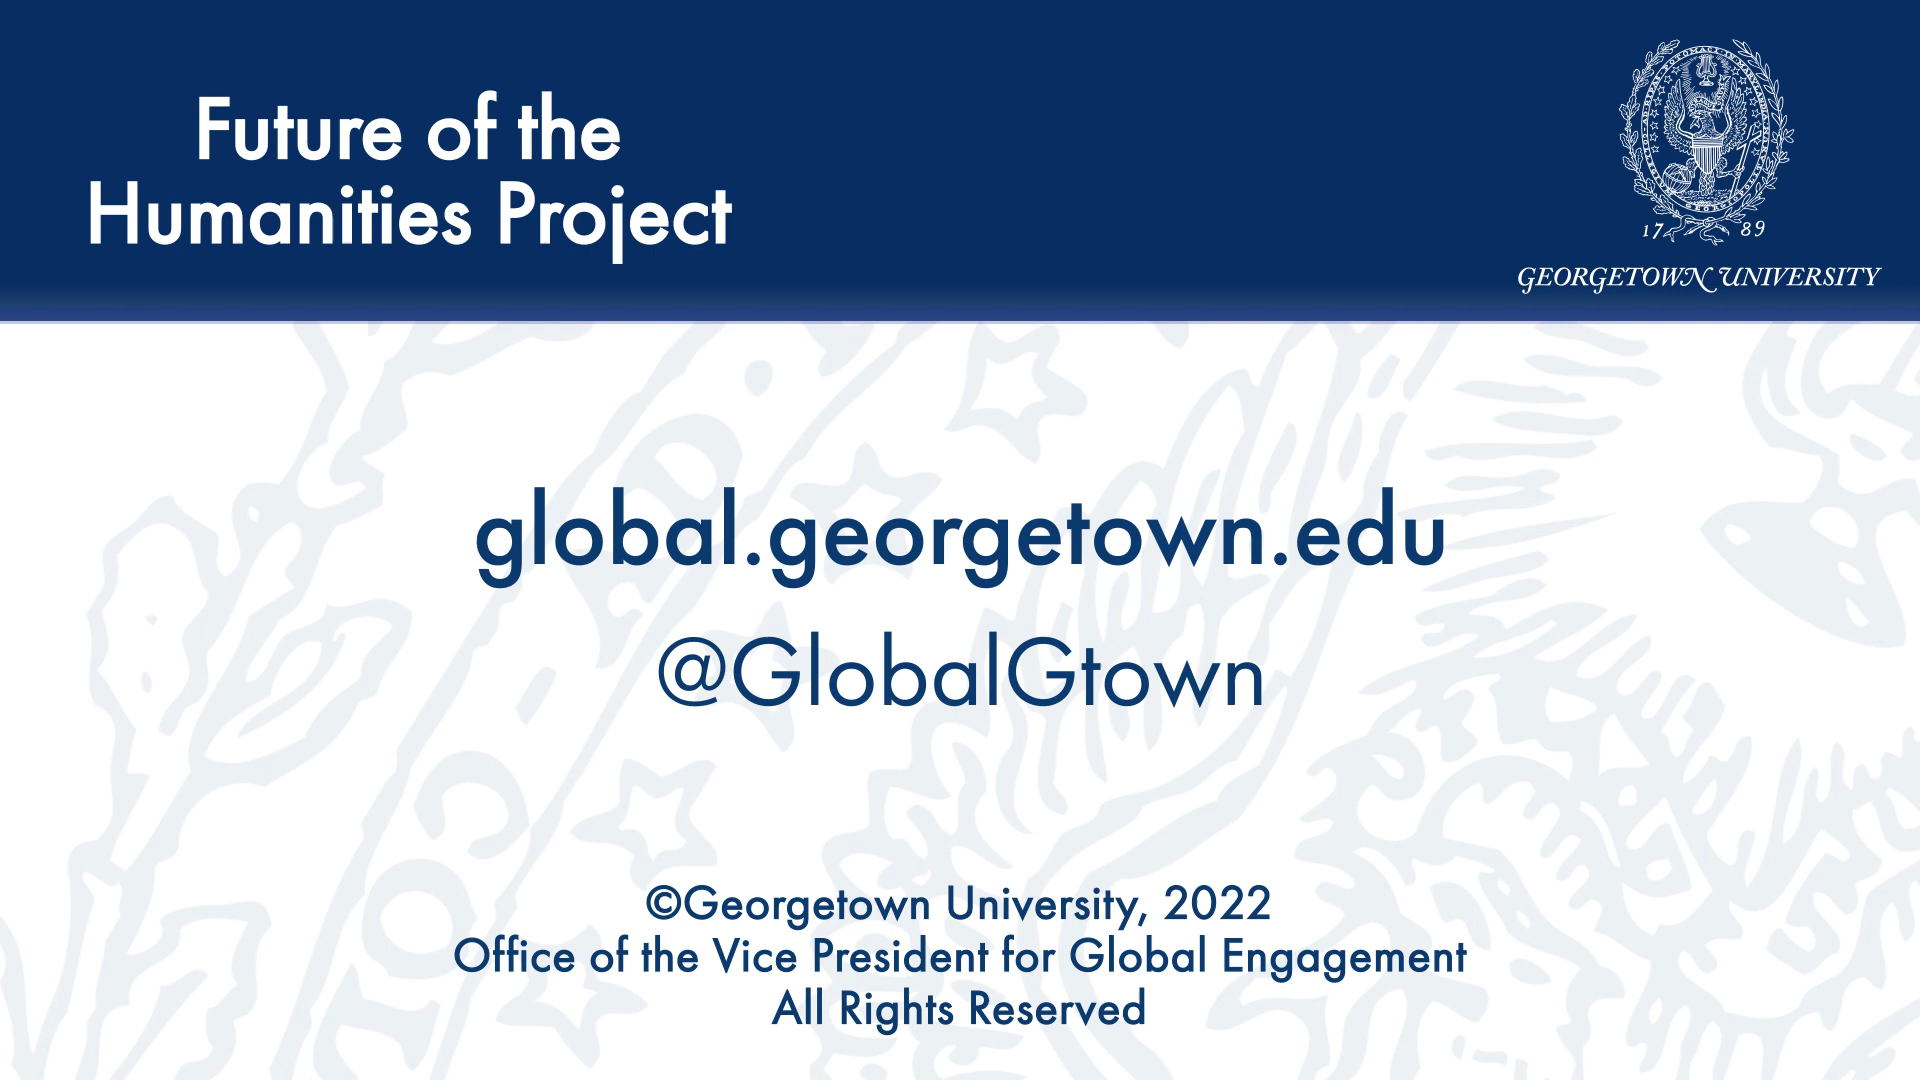 Future of the
Humanities Project
17 89
GEORGETOWN UNIVERSITY
global.georgetown.edu
@GlobalGtown
©Georgetown University, 2022
Office of the Vice President for Global Engagement
All Rights Reserved